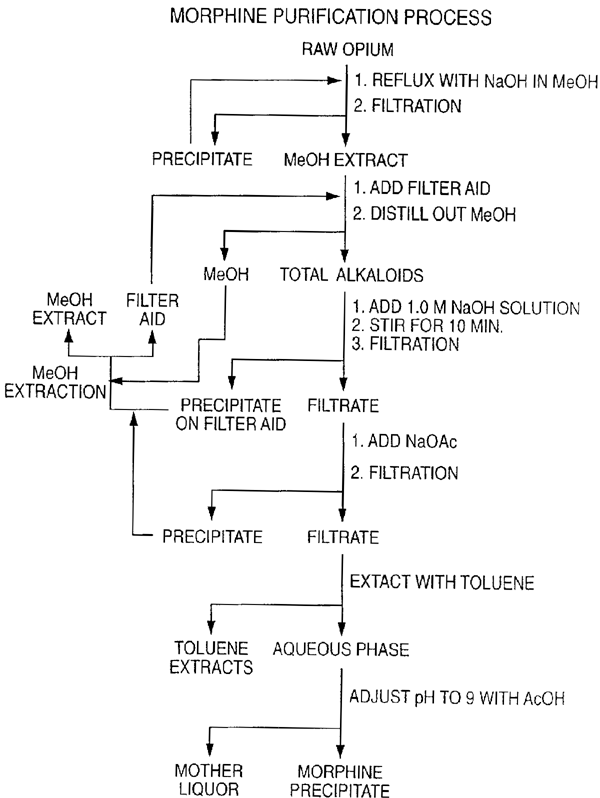 MORPHINE PURIFICATION PROCESS
RAW OPIUM
1. REFLUX WITH NaOH IN MeOH
2. FILTRATION
PRECIPITATE
MeOH EXTRACT
1. ADD FILTER AID
2. DISTILL OUT MeOH
MeOH
TOTAL ALKALOIDS
MeOH
EXTRACT
FILTER
AID
1. ADD 1.0 M NaOH SOLUTION
2. STIR FOR 10 MIN.
3. FILTRATION
MeOH
EXTRACTION
PRECIPITATE
ON FILTER AID
FILTRATE
1. ADD NaOAc
2. FILTRATION
PRECIPITATE
FILTRATE
EXTACT WITH TOLUENE
TOLUENE
EXTRACTS
AQUEOUS PHASE
ADJUST pH TO 9 WITH AcOH
MOTHER
LIQUOR
MORPHINE
PRECIPITATE